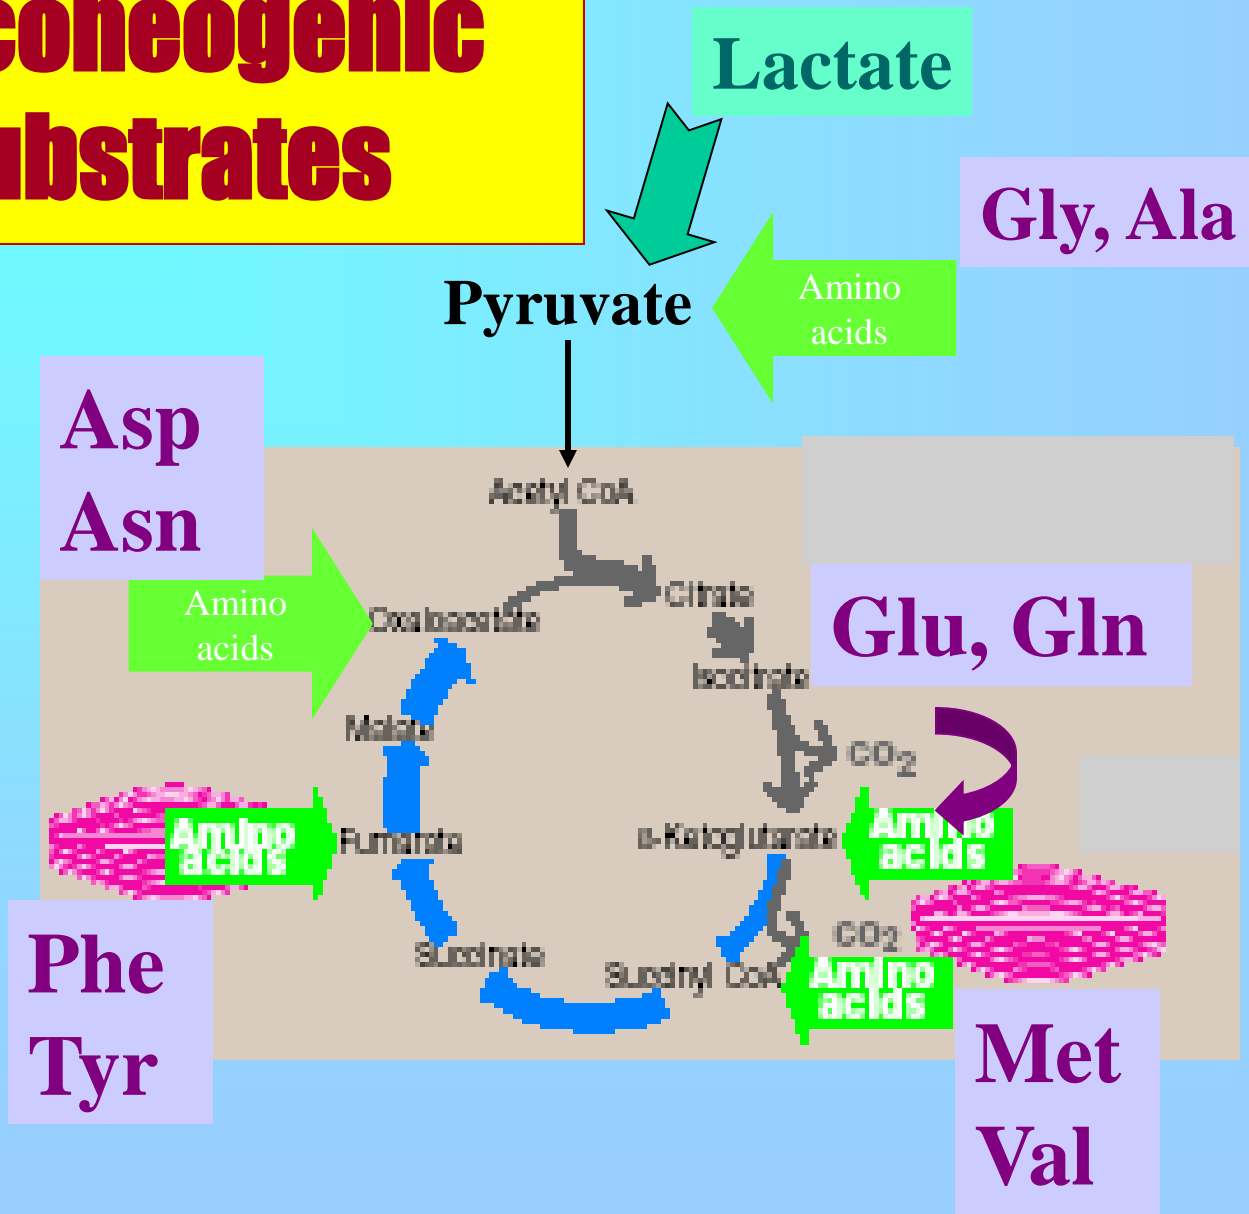 coneogenic
ubstrates
Lactate
Gly, Ala
Pyruvate
Amino
acids
Asp
Asn
Acetyl CoA
Amino
acids
Oxaloacetate
Citrate
Glu, Gln
Isocitrate
Malate
CO2
Amino
acids
Fumarate
α-Ketoglutarate
Amino
acids
Phe
Tyr
Succinate
Succinyl CoA
CO2
Amino
acids
Met
Val